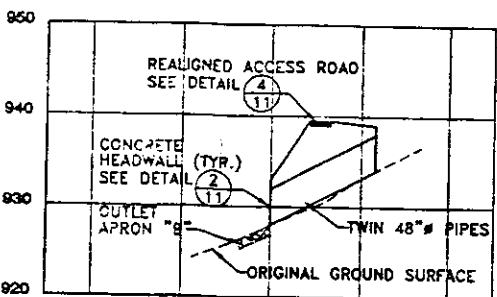 950
REALIGNED ACCESS ROAD
SEE DETAIL 4
11
940
CONCRETE
HEADWALL (TYR.)
SEE DETAIL 2
11
930
OUTLET
APRON "B"
TWIN 48"ø PIPES
ORIGINAL GROUND SURFACE
920